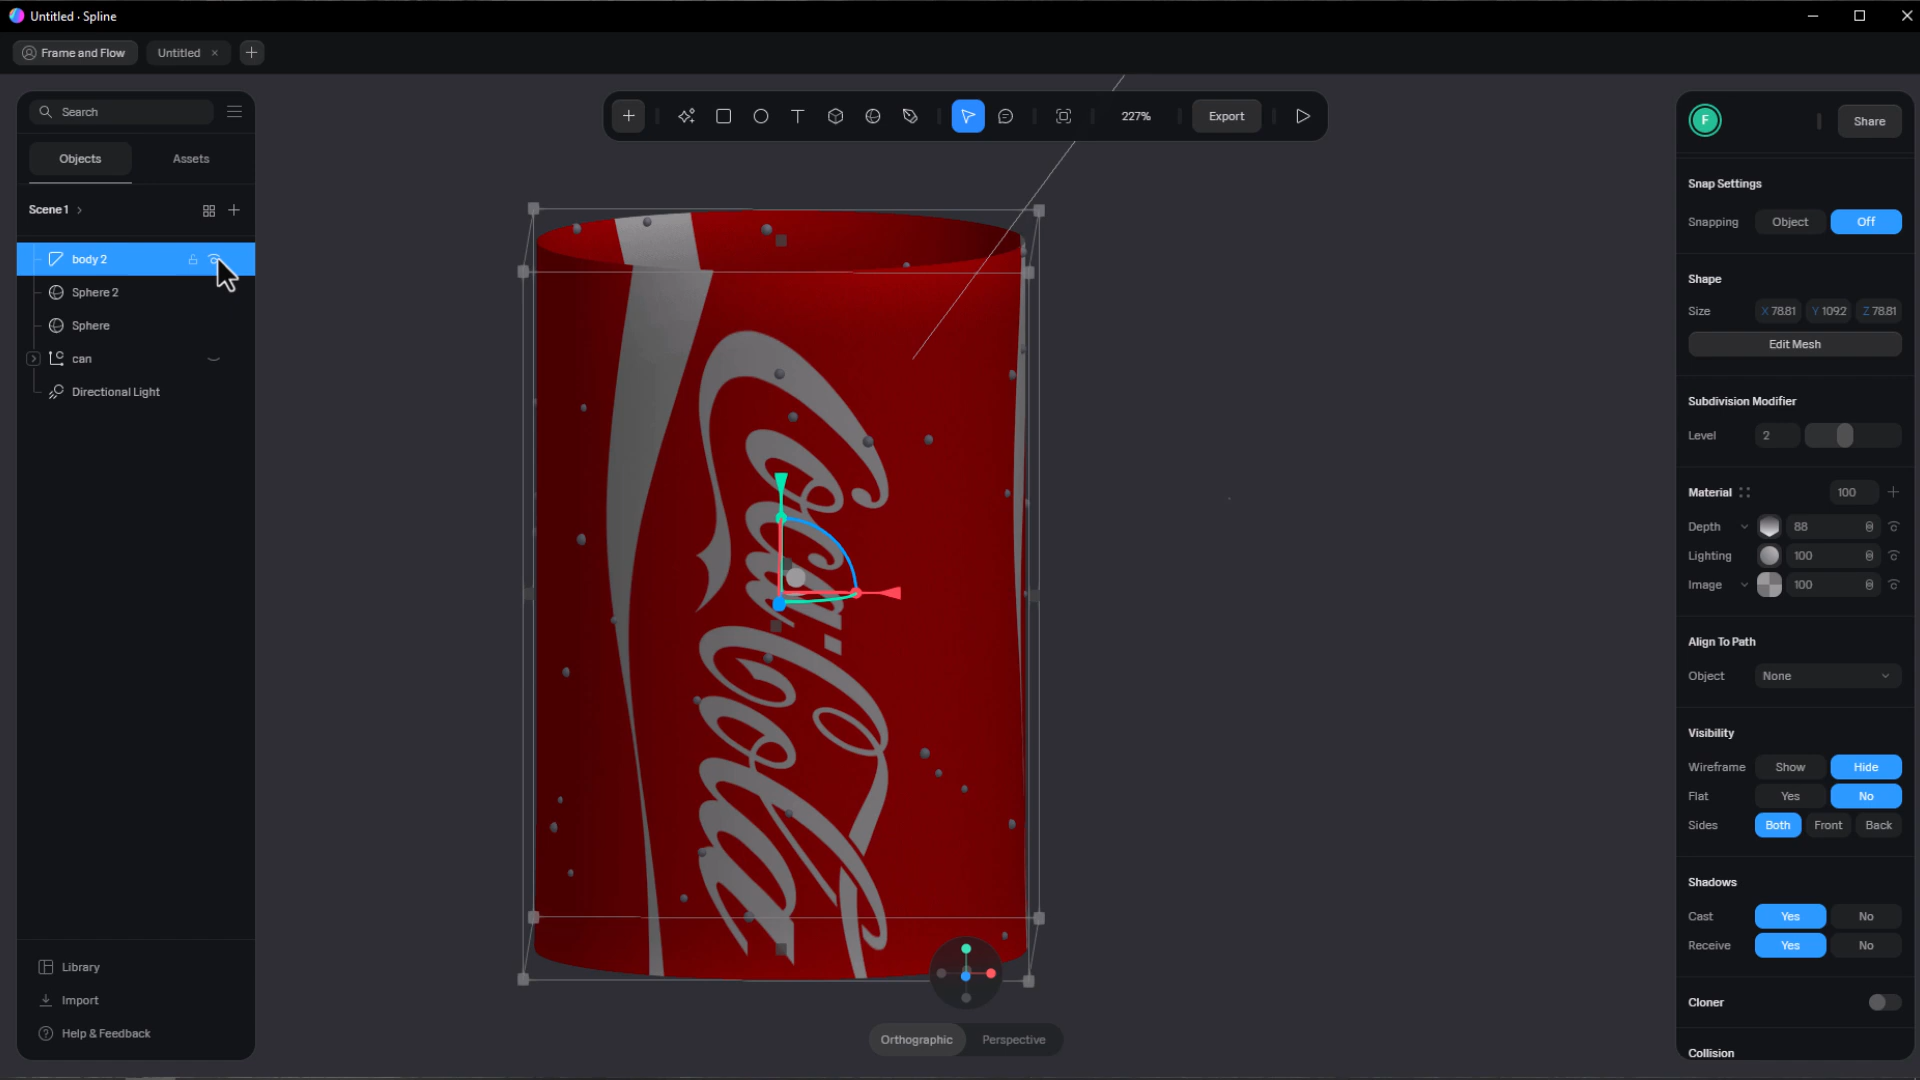 Untitled · Spline
Frame and Flow
Untitled
Search
Objects
Assets
Scene 1
body 2
Sphere 2
Sphere
can
Directional Light
Library
Import
Help & Feedback
227%
Export
Coca-Cola
Orthographic
Perspective
F
Share
Snap Settings
Snapping
Object
Off
Shape
Size
X 78.81
Y 109.2
Z 78.81
Edit Mesh
Subdivision Modifier
Level
2
Material
100
Depth
88
Lighting
100
Image
100
Align To Path
Object
None
Visibility
Wireframe
Show
Hide
Flat
Yes
No
Sides
Both
Front
Back
Shadows
Cast
Yes
No
Receive
Yes
No
Cloner
Collision